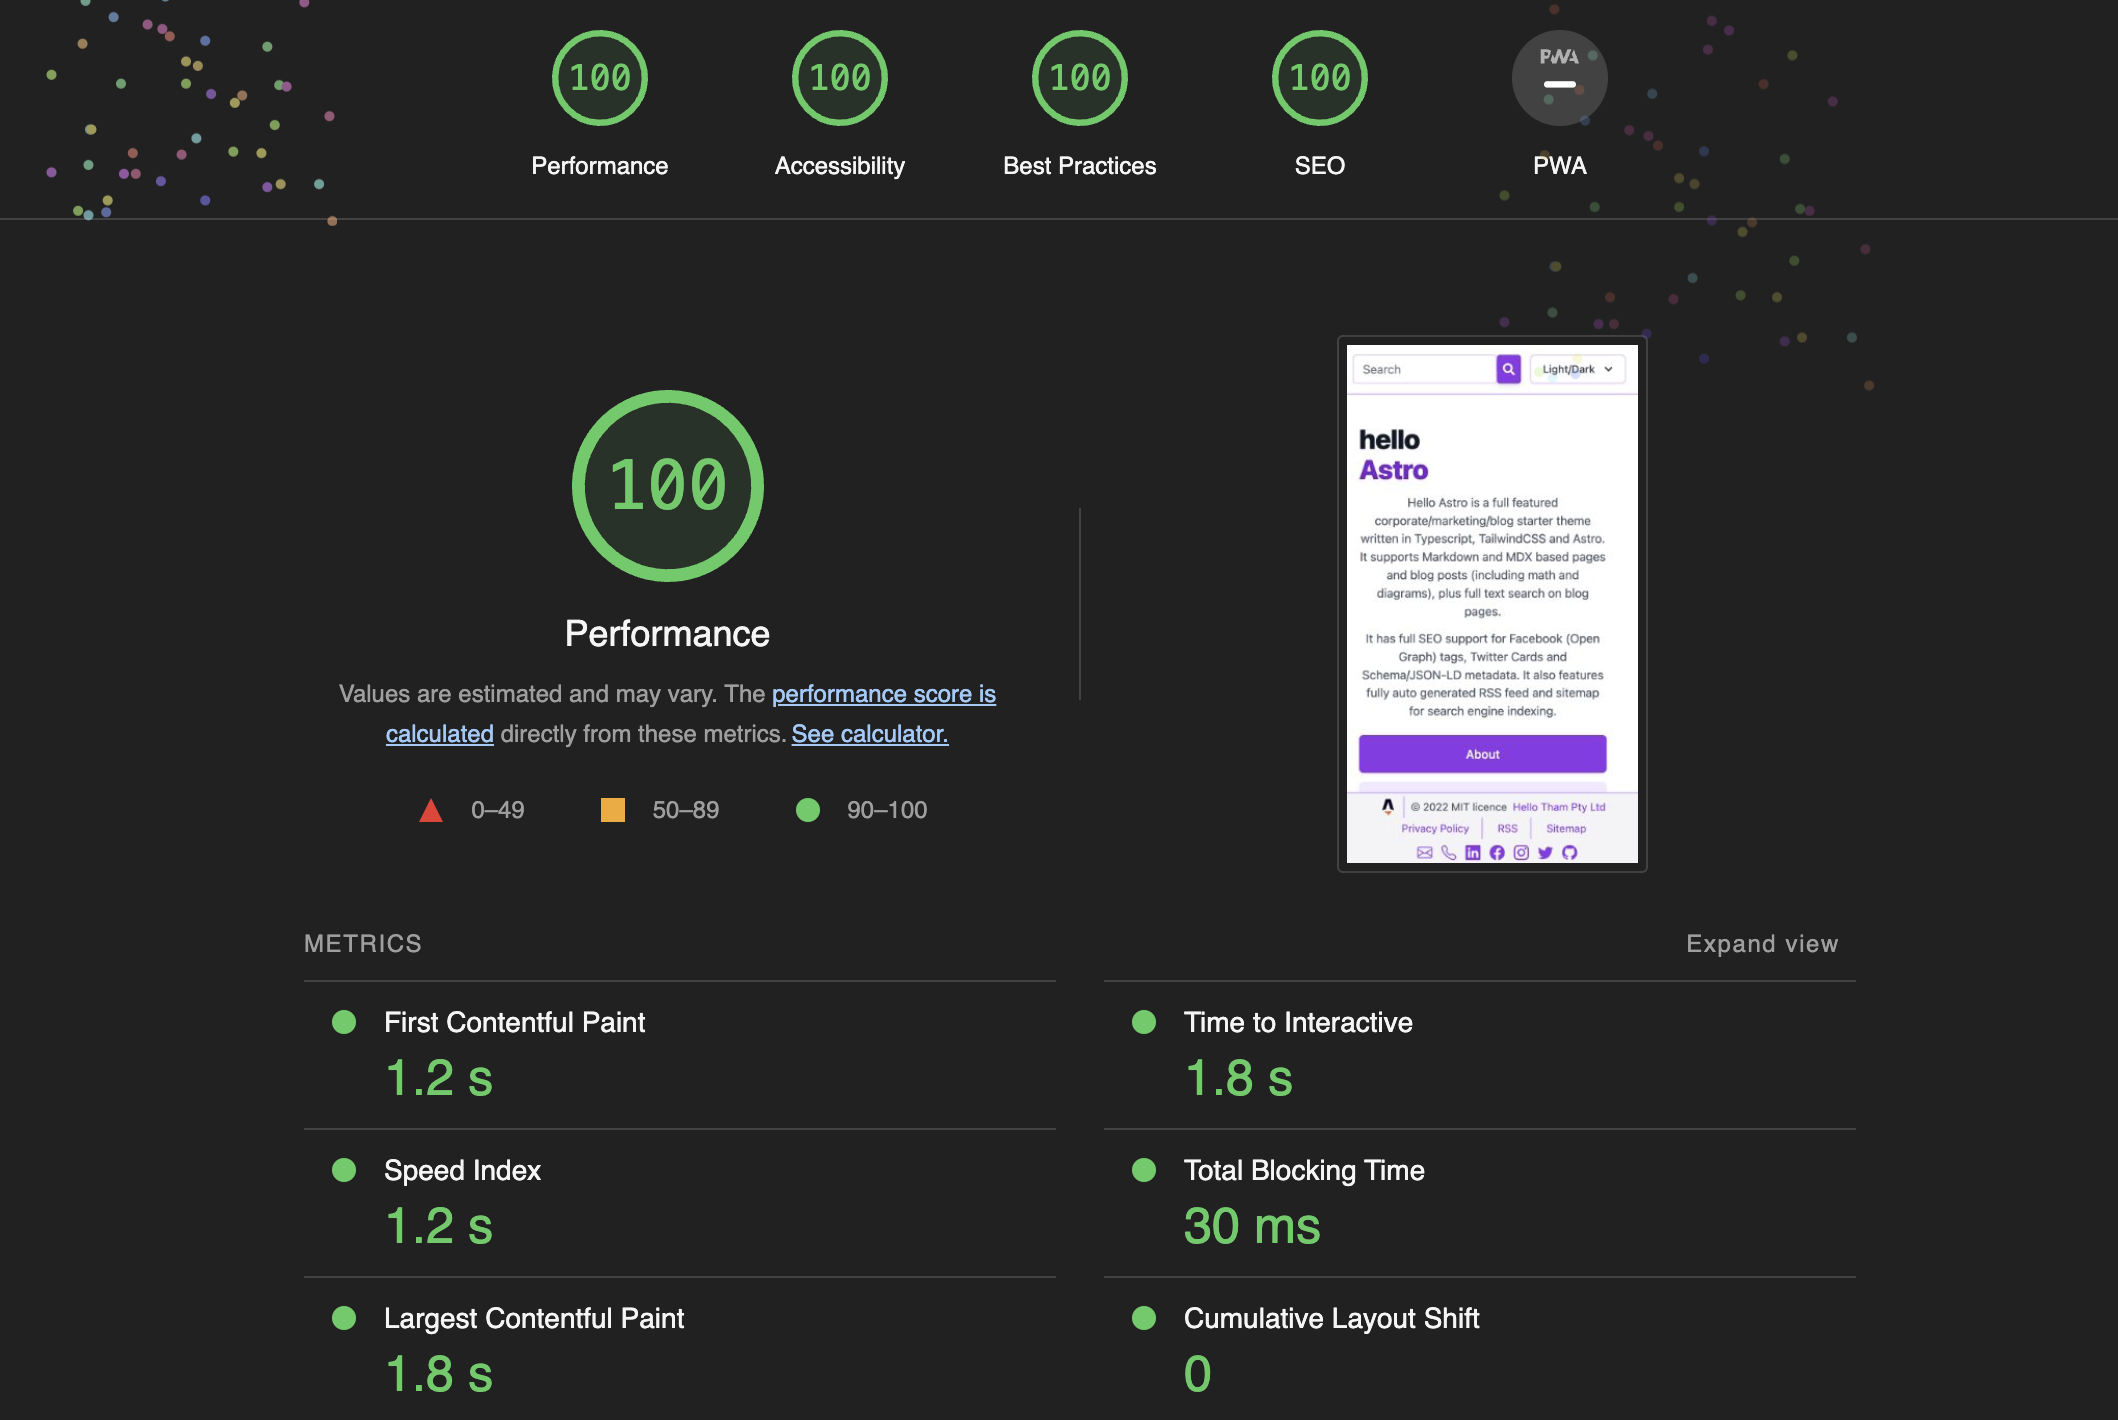 100 100 100 100 PWA
Performance Accessibility Best Practices SEO PWA
100
Performance
Values are estimated and may vary. The performance score is
calculated directly from these metrics. See calculator.
0–49 50–89 90–100
Search Light/Dark
hello
Astro
Hello Astro is a full featured
corporate/marketing/blog starter theme
written in Typescript, TailwindCSS and Astro.
It supports Markdown and MDX based pages
and blog posts (including math and
diagrams), plus full text search on blog
pages.
It has full SEO support for Facebook (Open
Graph) tags, Twitter Cards and
Schema/JSON-LD metadata. It also features
fully auto generated RSS feed and sitemap
for search engine indexing.
About
© 2022 MIT licence Hello Tham Pty Ltd
Privacy Policy RSS Sitemap
METRICS Expand view
First Contentful Paint
1.2 s
Time to Interactive
1.8 s
Speed Index
1.2 s
Total Blocking Time
30 ms
Largest Contentful Paint
1.8 s
Cumulative Layout Shift
0